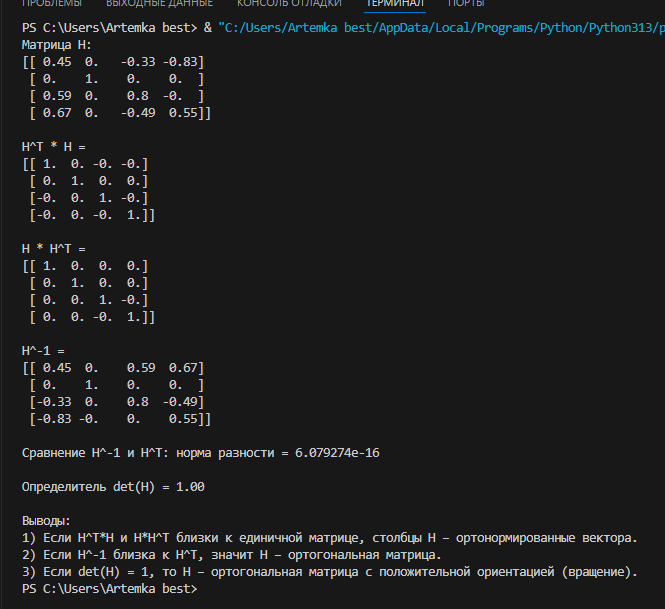 ПРОБЛЕМЫ ВЫХОДНЫЕ ДАННЫЕ КОНСОЛЬ ОТЛАДКИ ТЕРМИНАЛ ПОРТЫ
PS C:\Users\Artemka best> & "C:/Users/Artemka best/AppData/Local/Programs/Python/Python313/p
Матрица H:
[[ 0.45  0.   -0.33 -0.83]
 [ 0.    1.    0.    0.  ]
 [ 0.59  0.    0.8  -0.  ]
 [ 0.67  0.   -0.49  0.55]]
H^T * H =
[[ 1.  0. -0. -0.]
 [ 0.  1.  0.  0.]
 [-0.  0.  1. -0.]
 [-0.  0. -0.  1.]]
H * H^T =
[[ 1.  0.  0.  0.]
 [ 0.  1.  0.  0.]
 [ 0.  0.  1. -0.]
 [ 0.  0. -0.  1.]]
H^-1 =
[[ 0.45  0.    0.59  0.67]
 [ 0.    1.    0.    0.  ]
 [-0.33  0.    0.8  -0.49]
 [-0.83 -0.    0.    0.55]]
Сравнение H^-1 и H^T: норма разности = 6.079274e-16
Определитель det(H) = 1.00
Выводы:
1) Если H^T*H и H*H^T близки к единичной матрице, столбцы H – ортонормированные вектора.
2) Если H^-1 близка к H^T, значит H – ортогональная матрица.
3) Если det(H) = 1, то H – ортогональная матрица с положительной ориентацией (вращение).
PS C:\Users\Artemka best>